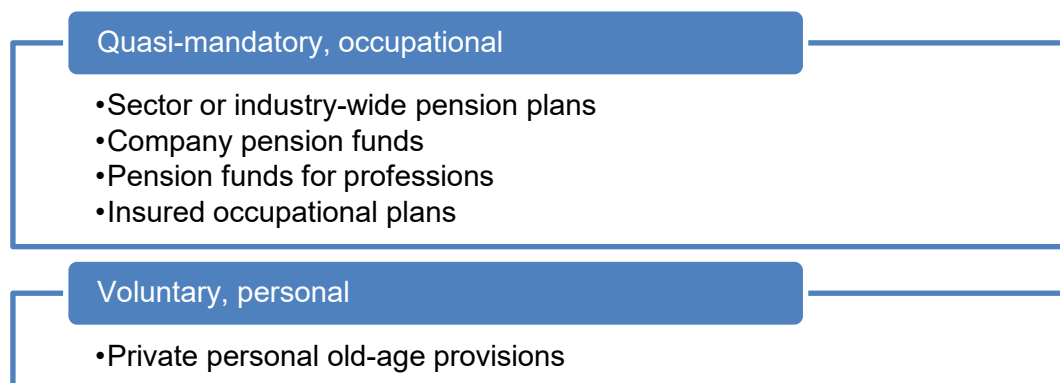 Quasi-mandatory, occupational
•Sector or industry-wide pension plans
•Company pension funds
•Pension funds for professions
•Insured occupational plans
Voluntary, personal
•Private personal old-age provisions